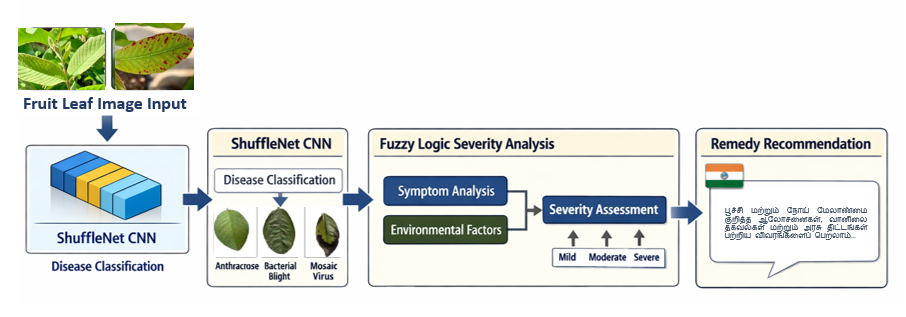 Fruit Leaf Image Input
ShuffleNet CNN
Disease Classification
ShuffleNet CNN
Disease Classification
Anthracrose
Bacterial
Blight
Mosaic
Virus
Fuzzy Logic Severity Analysis
Symptom Analysis
Environmental Factors
Severity Assessment
Mild Moderate Severe
Remedy Recommendation
பூச்சி மற்றும் நோய் மேலாண்மை
குறித்த ஆலோசனைகள், வானிலை
தகவல்கள் மற்றும் அரசு திட்டங்கள்
பற்றிய விவரங்களைப் பெறலாம்...